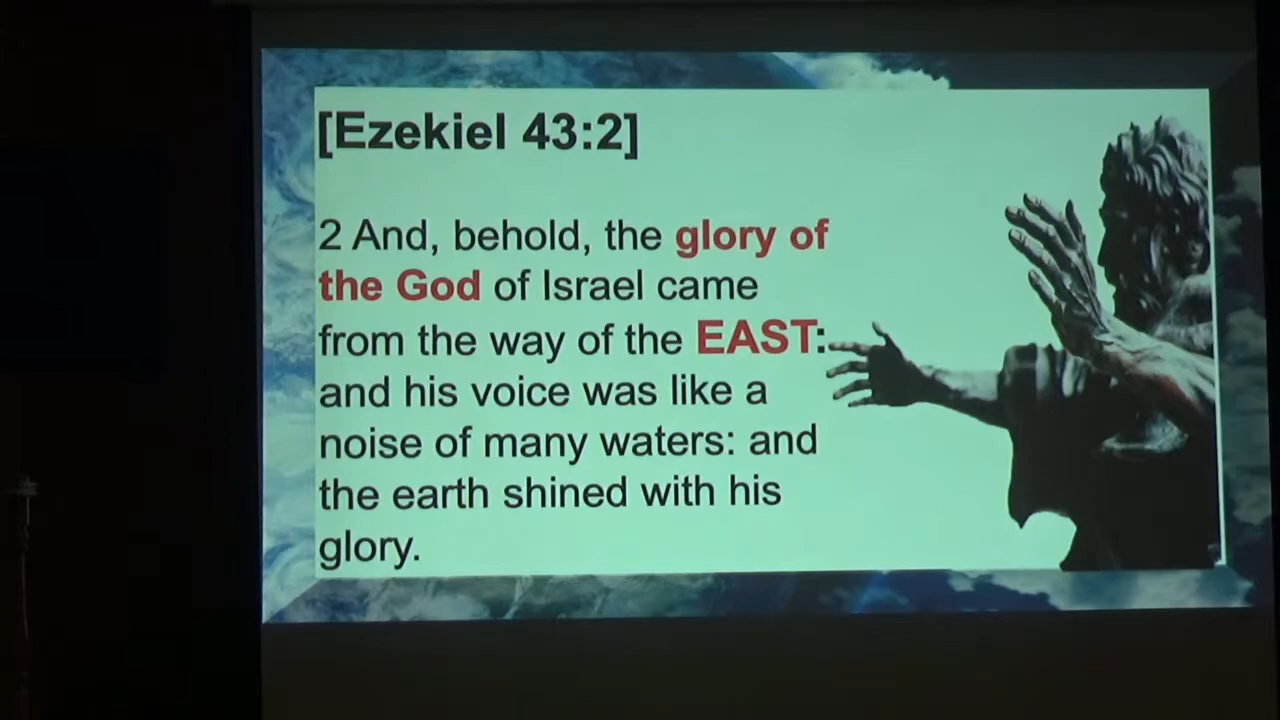 [Ezekiel 43:2]
2 And, behold, the glory of
the God of Israel came
from the way of the EAST:
and his voice was like a
noise of many waters: and
the earth shined with his
glory.